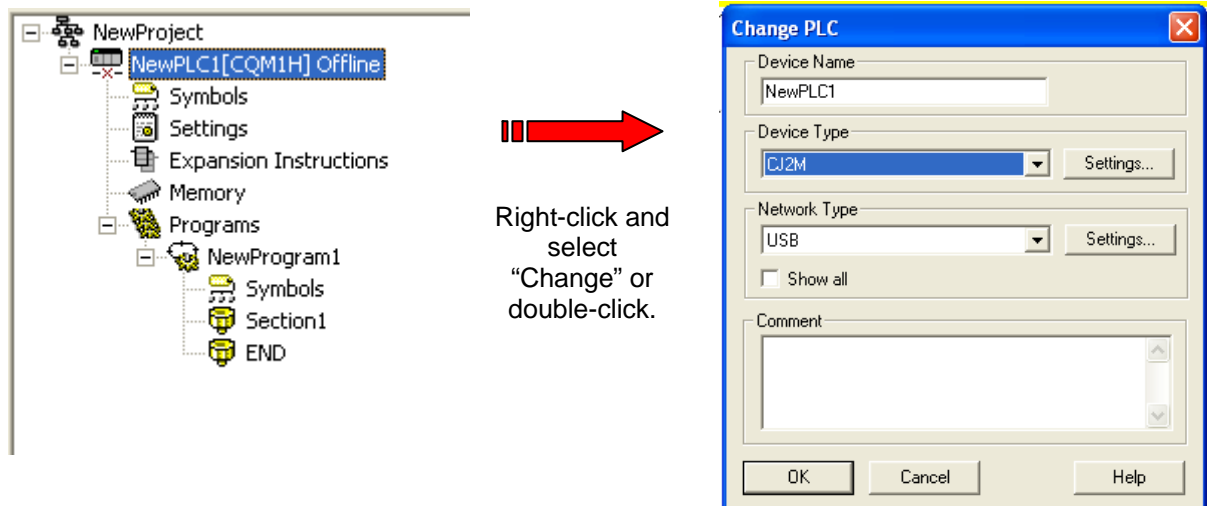 NewProject
NewPLC1[CQM1H] Offline
Symbols
Settings
Expansion Instructions
Memory
Programs
NewProgram1
Symbols
Section1
END
Right-click and
select
“Change” or
double-click.
Change PLC
Device Name
NewPLC1
Device Type
CJ2M
Settings...
Network Type
USB
Settings...
Show all
Comment
OK
Cancel
Help